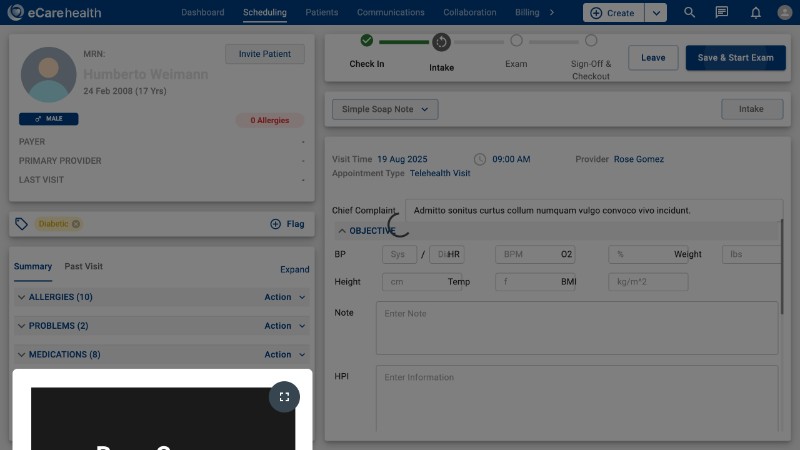 eCarehealth
Dashboard Scheduling Patients Communications Collaboration Billing Create
MRN:
Invite Patient
Humberto Weimann
24 Feb 2008 (17 Yrs)
MALE
0 Allergies
PAYER -
PRIMARY PROVIDER -
LAST VISIT -
Diabetic
Flag
Summary Past Visit Expand
ALLERGIES (10) Action
PROBLEMS (2) Action
MEDICATIONS (8) Action
Check In Intake Exam Sign-Off &
Checkout
Leave Save & Start Exam
Simple Soap Note Intake
Visit Time 19 Aug 2025 09:00 AM Provider Rose Gomez
Appointment Type Telehealth Visit
Chief Complaint Admitto sonitus curtus collum numquam vulgo convoco vivo incidunt.
OBJECTIVE
BP Sys / HR BPM O2 % Weight lbs
Height cm Temp f BMI kg/m^2
Note Enter Note
HPI Enter Information